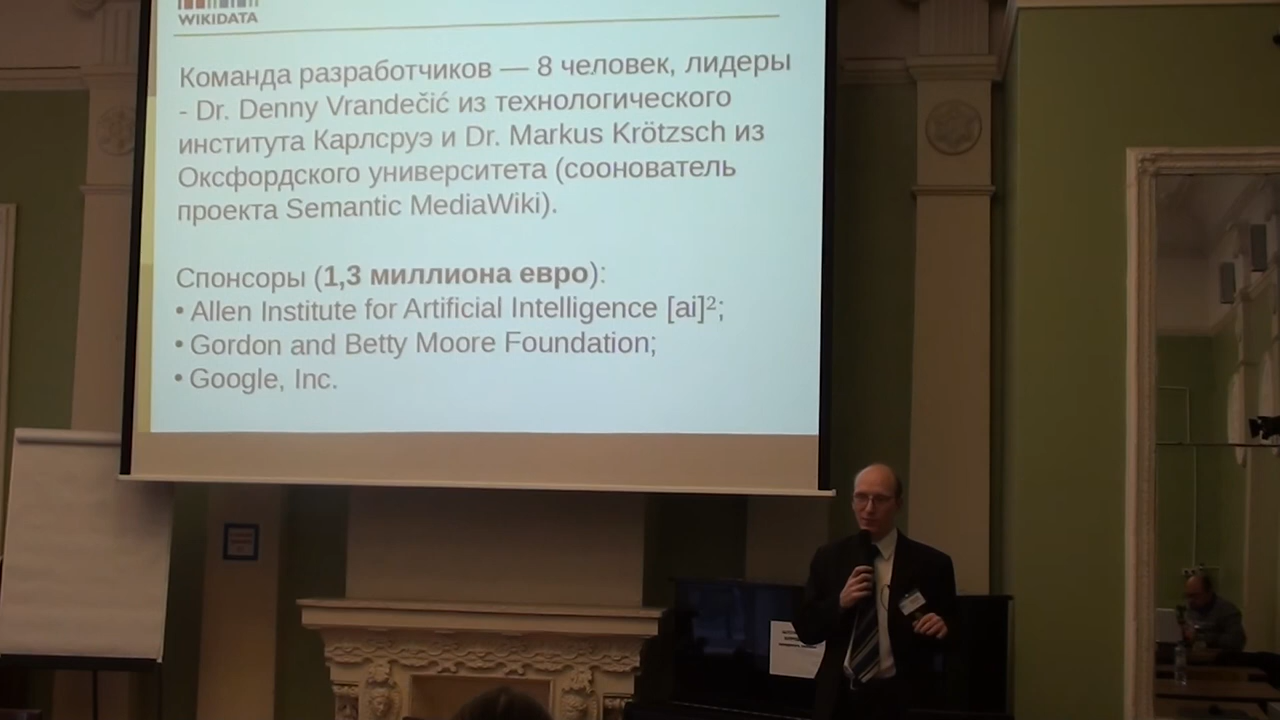 WIKIDATA
Команда разработчиков — 8 человек, лидеры
- Dr. Denny Vrandečić из технологического
института Карлсруэ и Dr. Markus Krötzsch из
Оксфордского университета (соонователь
проекта Semantic MediaWiki).
Спонсоры (1,3 миллиона евро):
• Allen Institute for Artificial Intelligence [ai]²;
• Gordon and Betty Moore Foundation;
• Google, Inc.